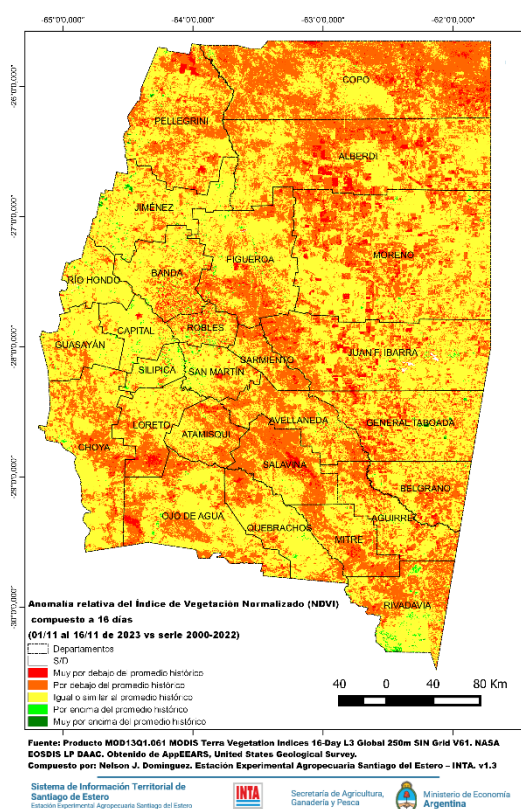 -65°0'0,000"
-64°0'0,000"
-63°0'0,000"
-62°0'0,000"
-26°0'0,000"
-27°0'0,000"
-28°0'0,000"
-29°0'0,000"
-30°0'0,000"
COPO
PELLEGRINI
ALBERDI
JIMÉNEZ
FIGUEROA
MORENO
BANDA
RÍO HONDO
CAPITAL
ROBLES
GUASAYÁN
JUAN F. IBARRA
SARMIENTO
SILIPICA
SAN MARTÍN
LORETO
AVELLANEDA
GENERAL TABOADA
ATAMISQUI
CHOYA
SALAVINA
BELGRANO
OJO DE AGUA
QUEBRACHOS
AGUIRRE
MITRE
RIVADAVIA
Anomalía relativa del Índice de Vegetación Normalizado (NDVI)
compuesto a 16 días
(01/11 al 16/11 de 2023 vs serie 2000-2022)
Departamentos
S/D
Muy por debajo del promedio histórico
Por debajo del promedio histórico
Igual o similar al promedio histórico
Por encima del promedio histórico
Muy por encima del promedio histórico
40 0 40 80 Km
Fuente: Producto MOD13Q1.061 MODIS Terra Vegetation Indices 16-Day L3 Global 250m SIN Grid V61. NASA
EOSDIS LP DAAC. Obtenido de AppEEARS, United States Geological Survey.
Compuesto por: Nelson J. Dominguez. Estación Experimental Agropecuaria Santiago del Estero – INTA. v1.3
Sistema de Información Territorial de
Santiago de Estero
Estación Experimental Agropecuaria Santiago del Estero
INTA
Secretaría de Agricultura,
Ganadería y Pesca
Ministerio de Economía
Argentina